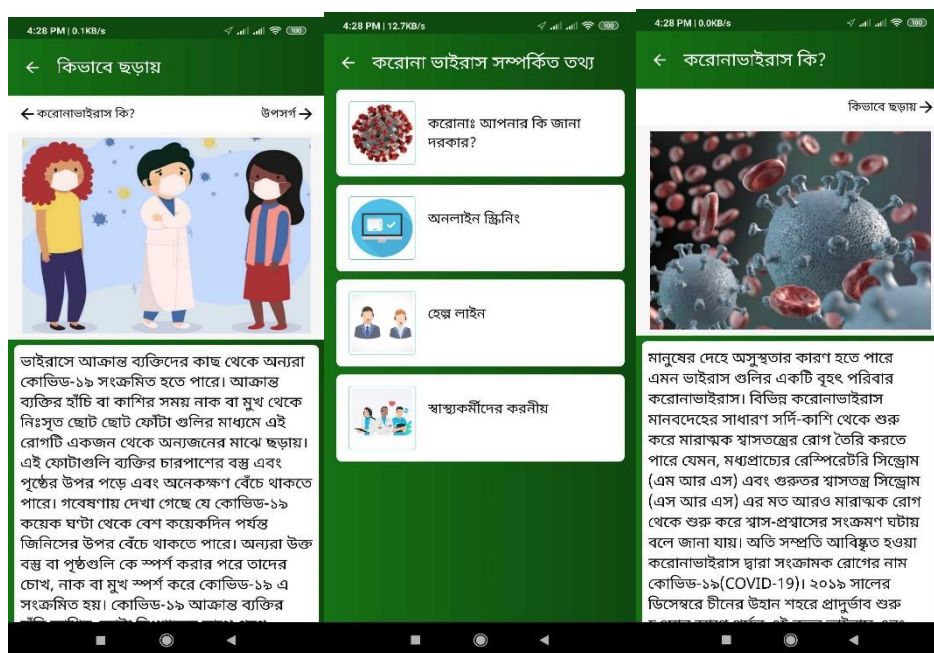 4:28 PM | 0.1KB/s
100
কিভাবে ছড়ায়
করোনাভাইরাস কি?
উপসর্গ
ভাইরাসে আক্রান্ত ব্যক্তিদের কাছ থেকে অন্যরা
কোভিড-১৯ সংক্রমিত হতে পারে। আক্রান্ত
ব্যক্তির হাঁচি বা কাশির সময় নাক বা মুখ থেকে
নিঃসৃত ছোট ছোট ফোঁটা গুলির মাধ্যমে এই
রোগটি একজন থেকে অন্যজনের মাঝে ছড়ায়।
এই ফোটাগুলি ব্যক্তির চারপাশের বস্তু এবং
পৃষ্ঠের উপর পড়ে এবং অনেকক্ষণ বেঁচে থাকতে
পারে। গবেষণায় দেখা গেছে যে কোভিড-১৯
কয়েক ঘণ্টা থেকে বেশ কয়েকদিন পর্যন্ত
জিনিসের উপর বেঁচে থাকতে পারে। অন্যরা উক্ত
বস্তু বা পৃষ্ঠগুলি কে স্পর্শ করার পরে তাদের
চোখ, নাক বা মুখ স্পর্শ করে কোভিড-১৯ এ
সংক্রমিত হয়। কোভিড-১৯ আক্রান্ত ব্যক্তির
4:28 PM | 12.7KB/s
100
করোনা ভাইরাস সম্পর্কিত তথ্য
করোনাঃ আপনার কি জানা
দরকার?
অনলাইন স্ক্রিনিং
হেল্প লাইন
স্বাস্থ্যকর্মীদের করনীয়
4:28 PM | 0.0KB/s
100
করোনাভাইরাস কি?
কিভাবে ছড়ায়
মানুষের দেহে অসুস্থতার কারণ হতে পারে
এমন ভাইরাস গুলির একটি বৃহৎ পরিবার
করোনাভাইরাস। বিভিন্ন করোনাভাইরাস
মানবদেহের সাধারণ সর্দি-কাশি থেকে শুরু
করে মারাত্মক শ্বাসতন্ত্রের রোগ তৈরি করতে
পারে যেমন, মধ্যপ্রাচ্যের রেস্পিরেটরি সিন্ড্রোম
(এম আর এস) এবং গুরুতর শ্বাসতন্ত্র সিন্ড্রোম
(এস আর এস) এর মত আরও মারাত্মক রোগ
থেকে শুরু করে শ্বাস-প্রশ্বাসের সংক্রমণ ঘটায়
বলে জানা যায়। অতি সম্প্রতি আবিষ্কৃত হওয়া
করোনাভাইরাস দ্বারা সংক্রামক রোগের নাম
কোভিড-১৯(COVID-19)। ২০১৯ সালের
ডিসেম্বরে চীনের উহান শহরে প্রাদুর্ভাব শুরু